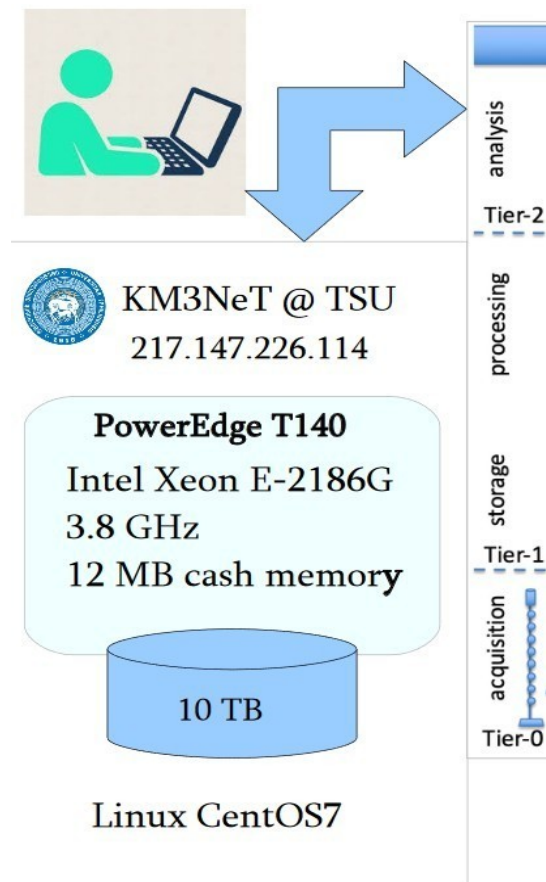 KM3NeT @ TSU
217.147.226.114
PowerEdge T140
Intel Xeon E-2186G
3.8 GHz
12 MB cash memory
10 TB
Linux CentOS7
analysis
Tier-2
processing
storage
Tier-1
acquisition
Tier-0